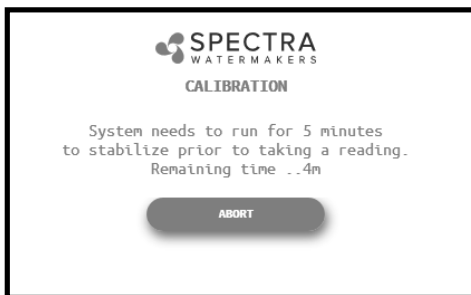 SPECTRA
WATERMAKERS
CALIBRATION
System needs to run for 5 minutes
to stabilize prior to taking a reading.
Remaining time ..4m
ABORT